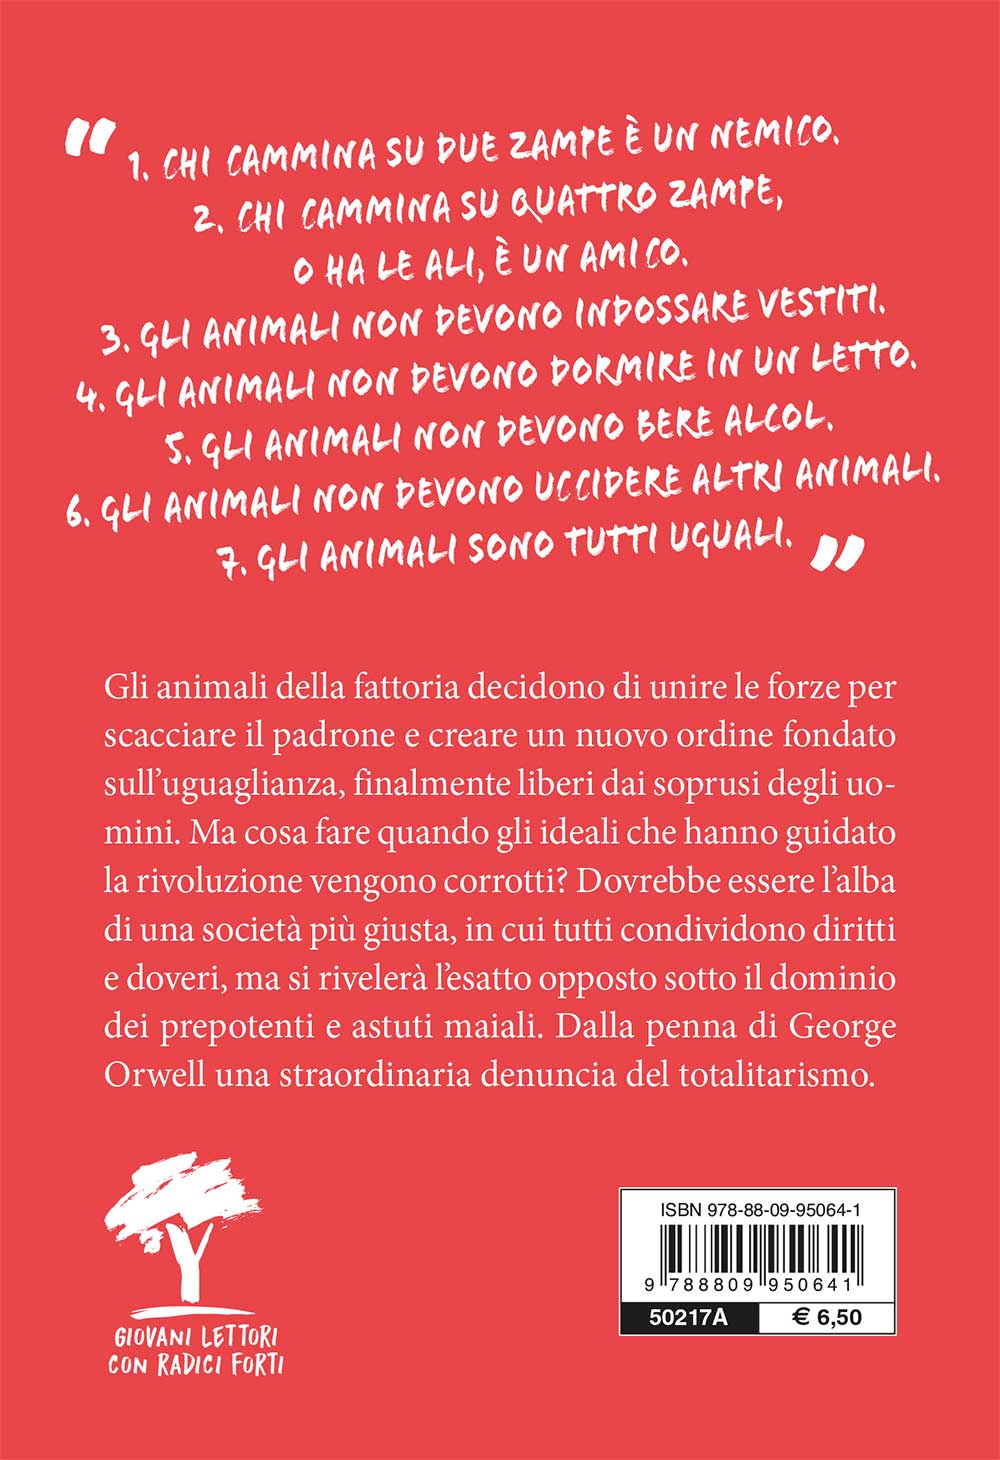 "1. CHI CAMMINA SU DUE ZAMPE È UN NEMICO.
2. CHI CAMMINA SU QUATTRO ZAMPE,
O HA LE ALI, È UN AMICO.
3. GLI ANIMALI NON DEVONO INDOSSARE VESTITI.
4. GLI ANIMALI NON DEVONO DORMIRE IN UN LETTO.
5. GLI ANIMALI NON DEVONO BERE ALCOL.
6. GLI ANIMALI NON DEVONO UCCIDERE ALTRI ANIMALI.
7. GLI ANIMALI SONO TUTTI UGUALI."
Gli animali della fattoria decidono di unire le forze per
scacciare il padrone e creare un nuovo ordine fondato
sull'uguaglianza, finalmente liberi dai soprusi degli uo-
mini. Ma cosa fare quando gli ideali che hanno guidato
la rivoluzione vengono corrotti? Dovrebbe essere l'alba
di una società più giusta, in cui tutti condividono diritti
e doveri, ma si rivelerà l'esatto opposto sotto il dominio
dei prepotenti e astuti maiali. Dalla penna di George
Orwell una straordinaria denuncia del totalitarismo.
GIOVANI LETTORI
CON RADICI FORTI
ISBN 978-88-09-95064-1
9 788809 950641
50217A € 6,50